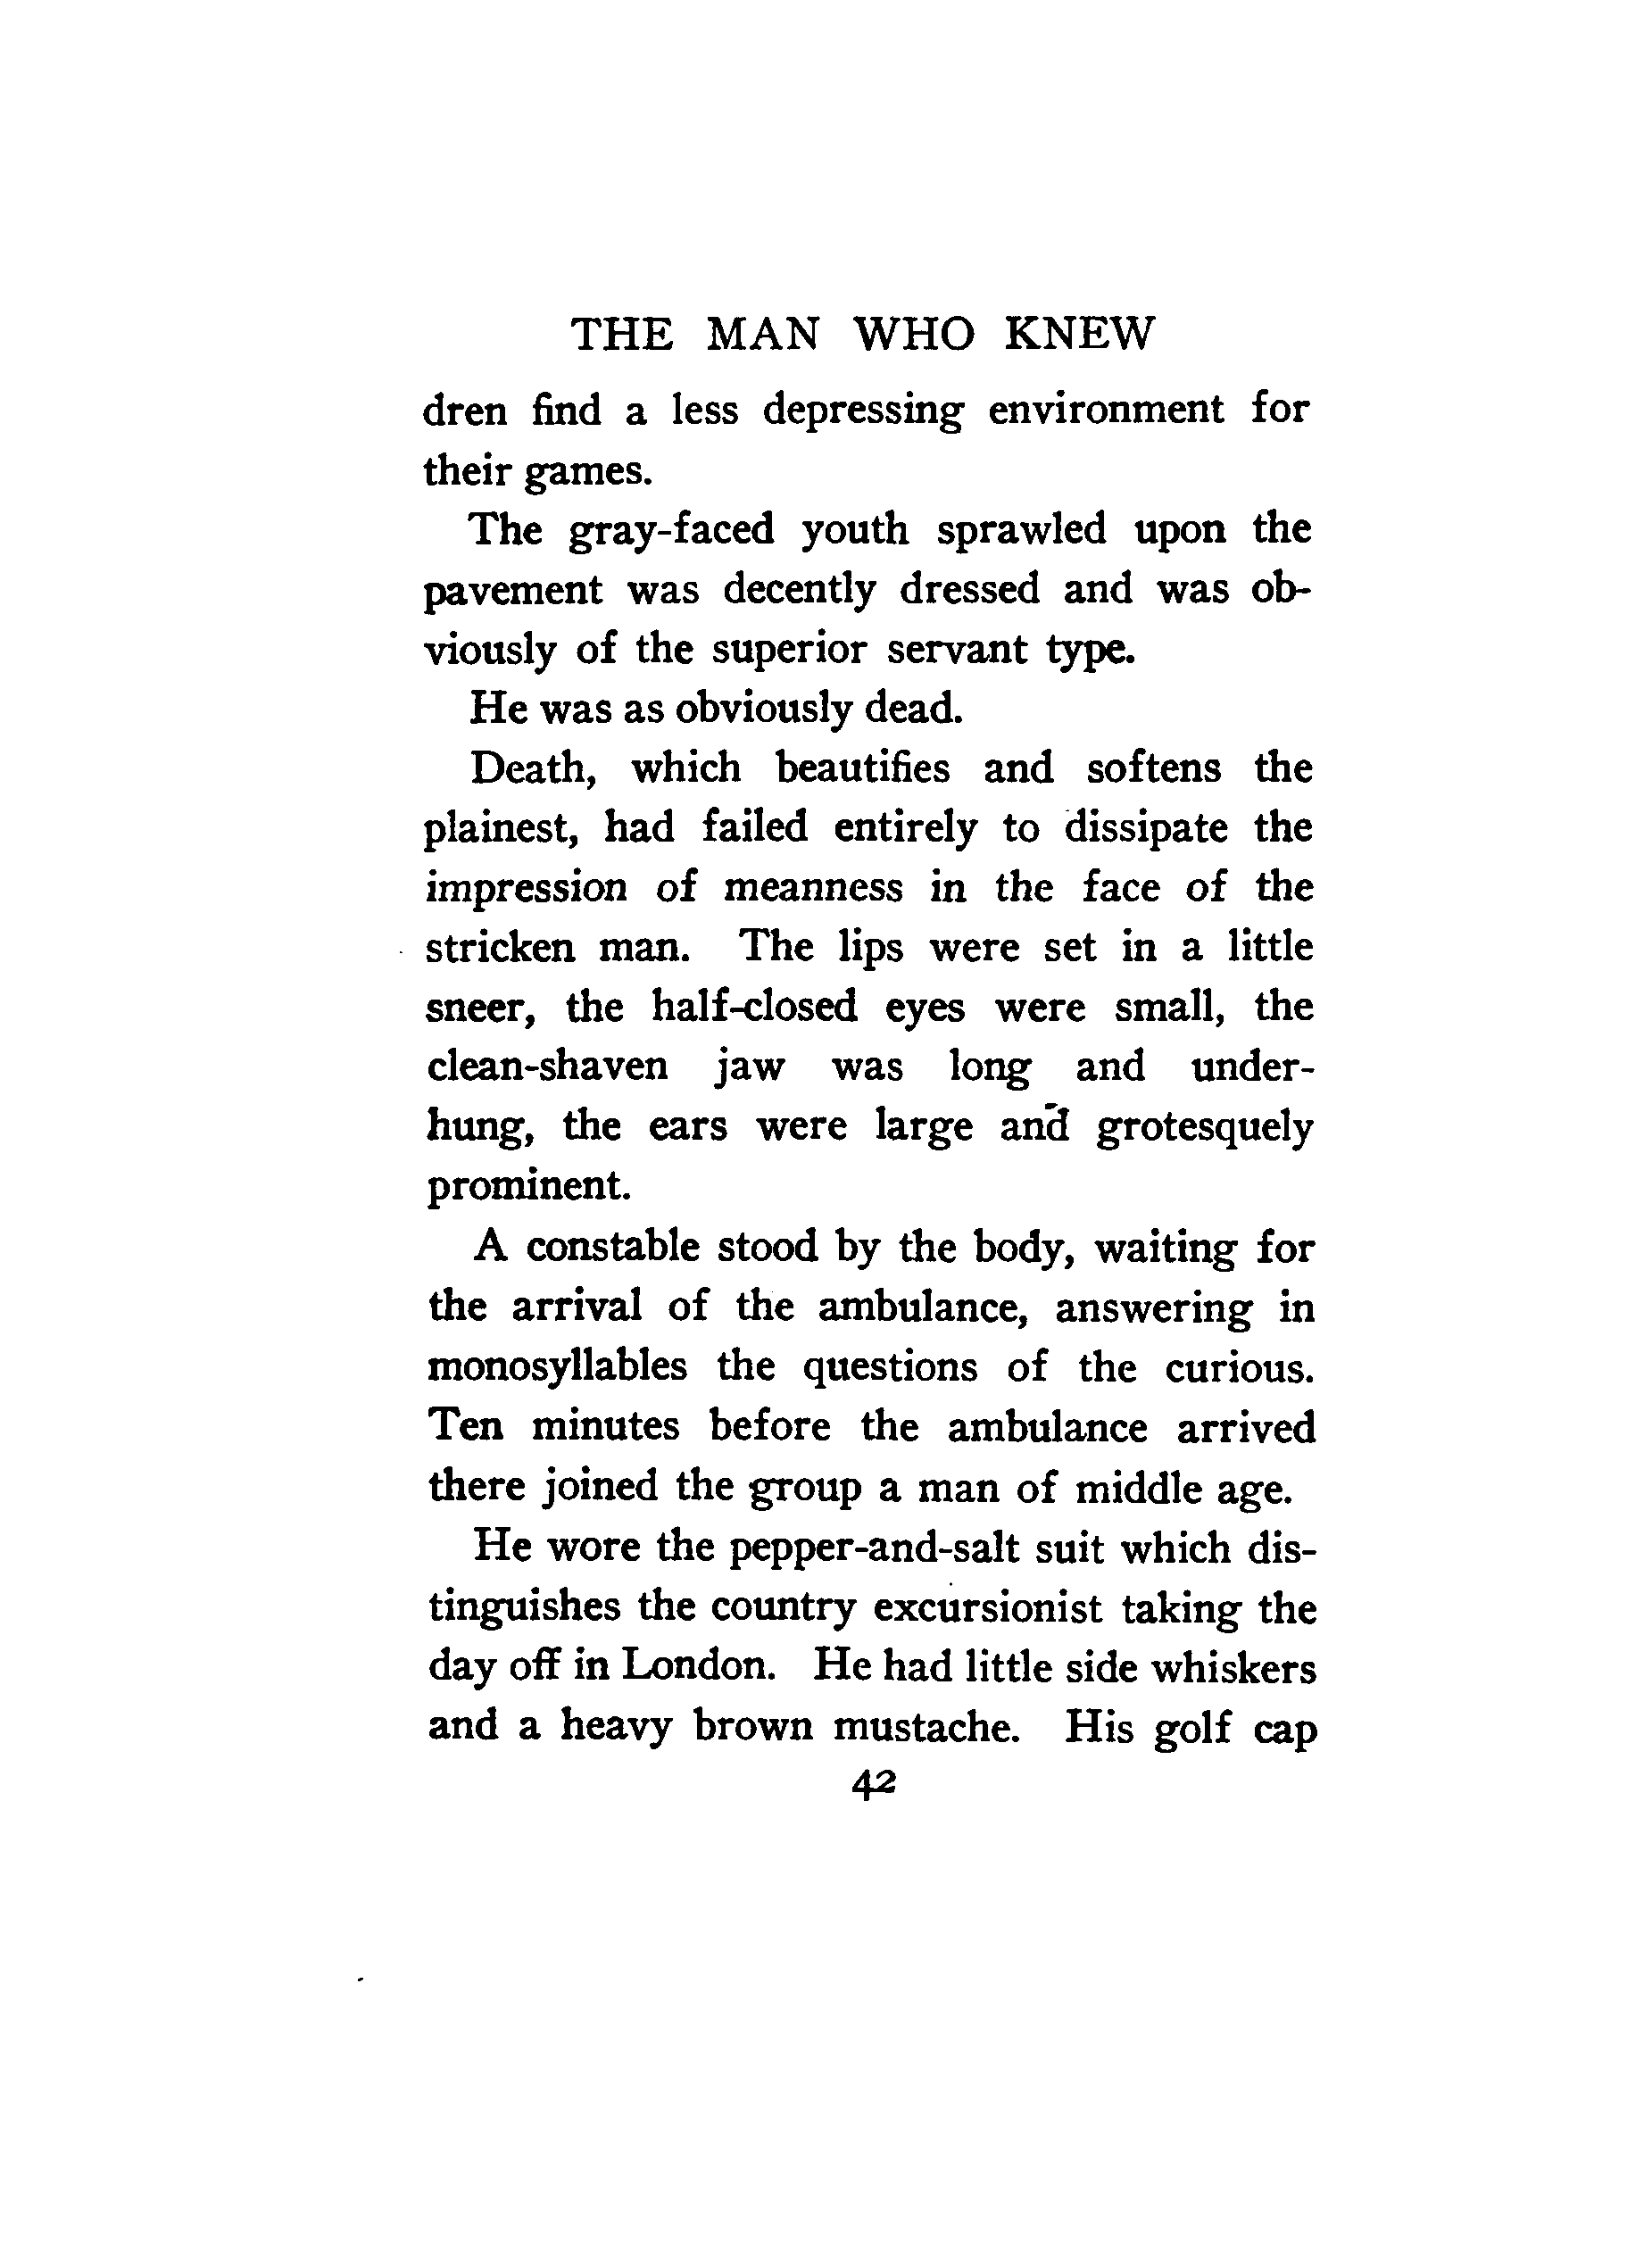 THE MAN WHO KNEW
dren find a less depressing environment for
their games.
The gray-faced youth sprawled upon the
pavement was decently dressed and was ob-
viously of the superior servant type.
He was as obviously dead.
Death, which beautifies and softens the
plainest, had failed entirely to dissipate the
impression of meanness in the face of the
stricken man. The lips were set in a little
sneer, the half-closed eyes were small, the
clean-shaven jaw was long and under-
hung, the ears were large and grotesquely
prominent.
A constable stood by the body, waiting for
the arrival of the ambulance, answering in
monosyllables the questions of the curious.
Ten minutes before the ambulance arrived
there joined the group a man of middle age.
He wore the pepper-and-salt suit which dis-
tinguishes the country excursionist taking the
day off in London. He had little side whiskers
and a heavy brown mustache. His golf cap
42